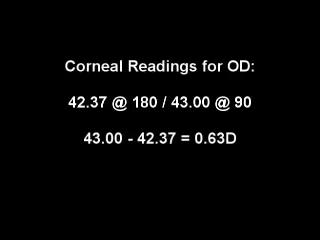 Corneal Readings for OD:
42.37 @ 180 / 43.00 @ 90
43.00 - 42.37 = 0.63D